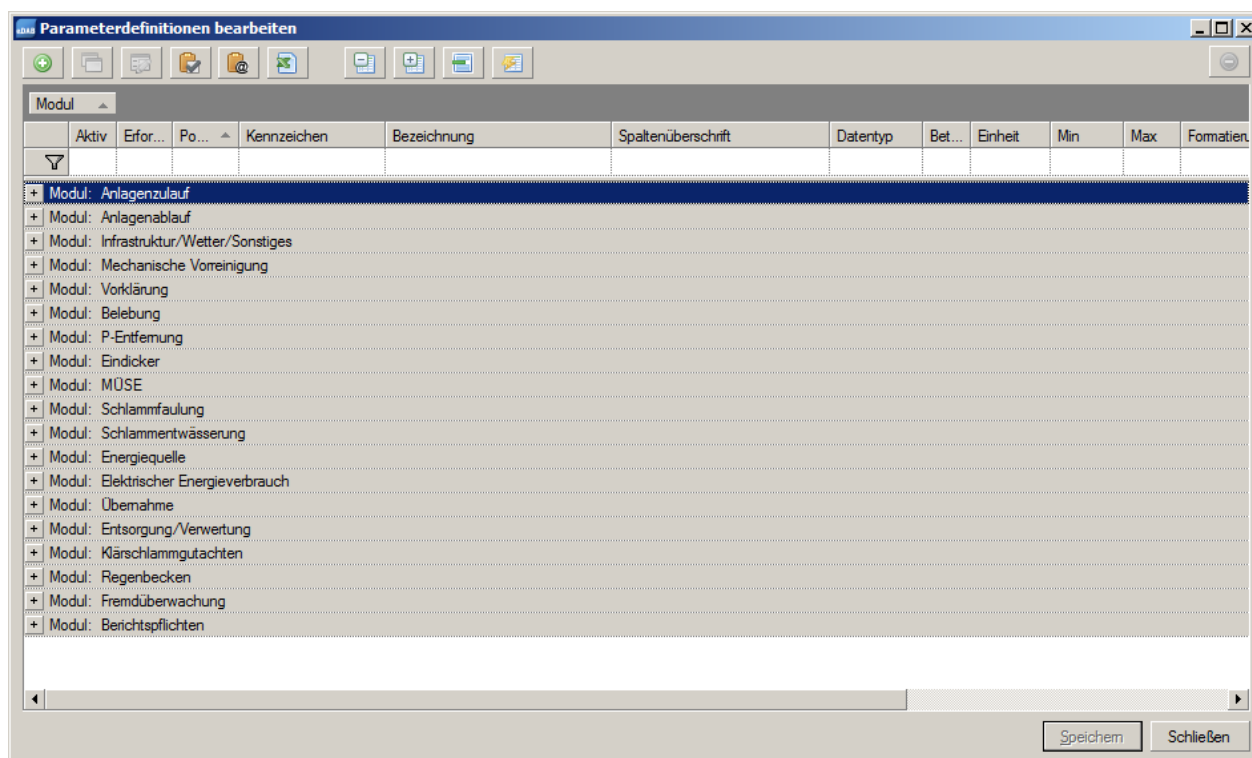 eDAB Parameterdefinitionen bearbeiten
Modul
Aktiv Erfor... Po... Kennzeichen Bezeichnung Spaltenüberschrift Datentyp Bet... Einheit Min Max Formatieru
Modul: Anlagenzulauf
Modul: Anlagenablauf
Modul: Infrastruktur/Wetter/Sonstiges
Modul: Mechanische Vorreinigung
Modul: Vorklärung
Modul: Belebung
Modul: P-Entfernung
Modul: Eindicker
Modul: MÜSE
Modul: Schlammfaulung
Modul: Schlammentwässerung
Modul: Energiequelle
Modul: Elektrischer Energieverbrauch
Modul: Übernahme
Modul: Entsorgung/Verwertung
Modul: Klärschlammgutachten
Modul: Regenbecken
Modul: Fremdüberwachung
Modul: Berichtspflichten
Speichern Schließen